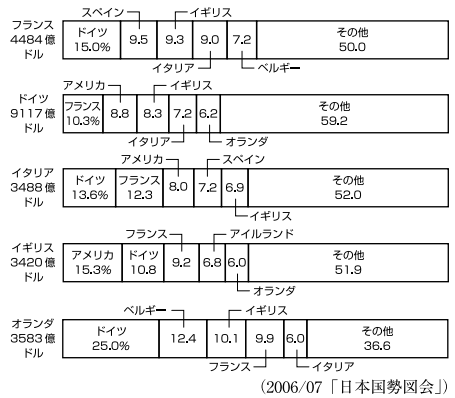 スペイン イギリス
フランス
4484億
ドル
ドイツ 15.0% 9.5 9.3 9.0 7.2 その他 50.0
イタリア ベルギー
アメリカ イギリス
ドイツ
9117億
ドル
フランス 10.3% 8.8 8.3 7.2 6.2 その他 59.2
イタリア オランダ
アメリカ スペイン
イタリア
3488億
ドル
ドイツ 13.6% フランス 12.3 8.0 7.2 6.9 その他 52.0
イギリス
フランス アイルランド
イギリス
3420億
ドル
アメリカ 15.3% ドイツ 10.8 9.2 6.8 6.0 その他 51.9
オランダ
ベルギー イギリス
オランダ
3583億
ドル
ドイツ 25.0% 12.4 10.1 9.9 6.0 その他 36.6
フランス イタリア
(2006/07「日本国勢図会」)